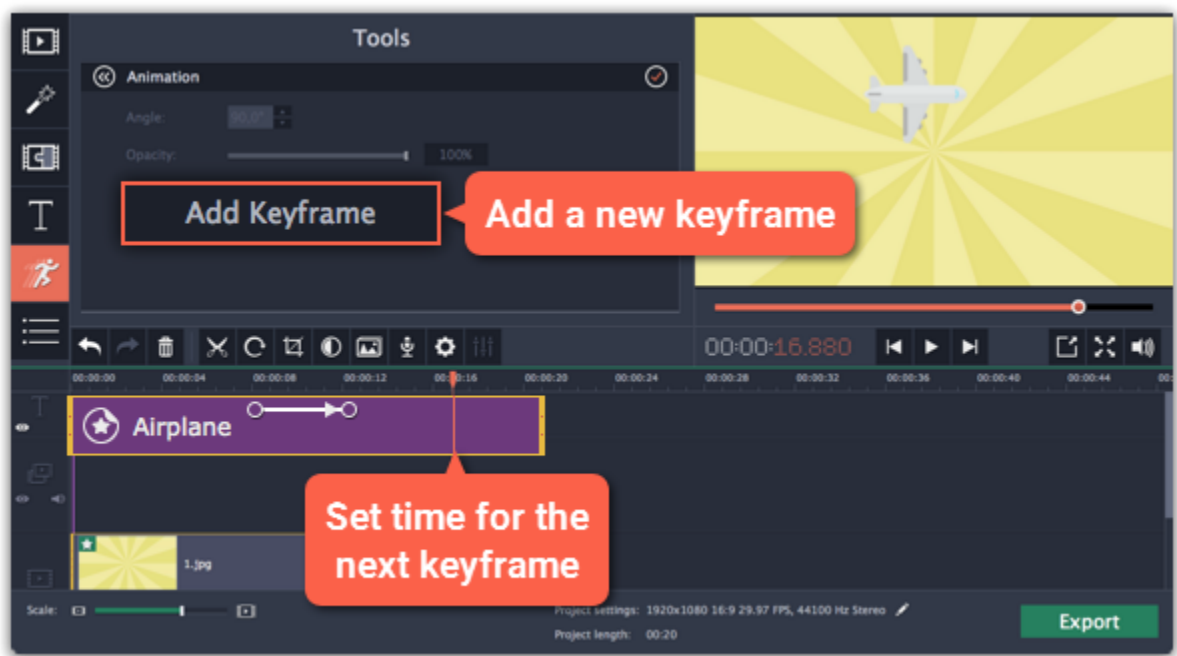 Tools
Animation
Angle: 90,0°
Opacity: 100%
Add Keyframe
Add a new keyframe
T
00:00:16.880
00:00:00 00:00:04 00:00:08 00:00:12 00:00:16 00:00:20 00:00:24 00:00:28 00:00:32 00:00:36 00:00:40 00:00:44 00:
T
Airplane
Set time for the
next keyframe
1.jpg
Scale:
Project settings: 1920x1080 16:9 29.97 FPS, 44100 Hz Stereo
Project length: 00:20
Export